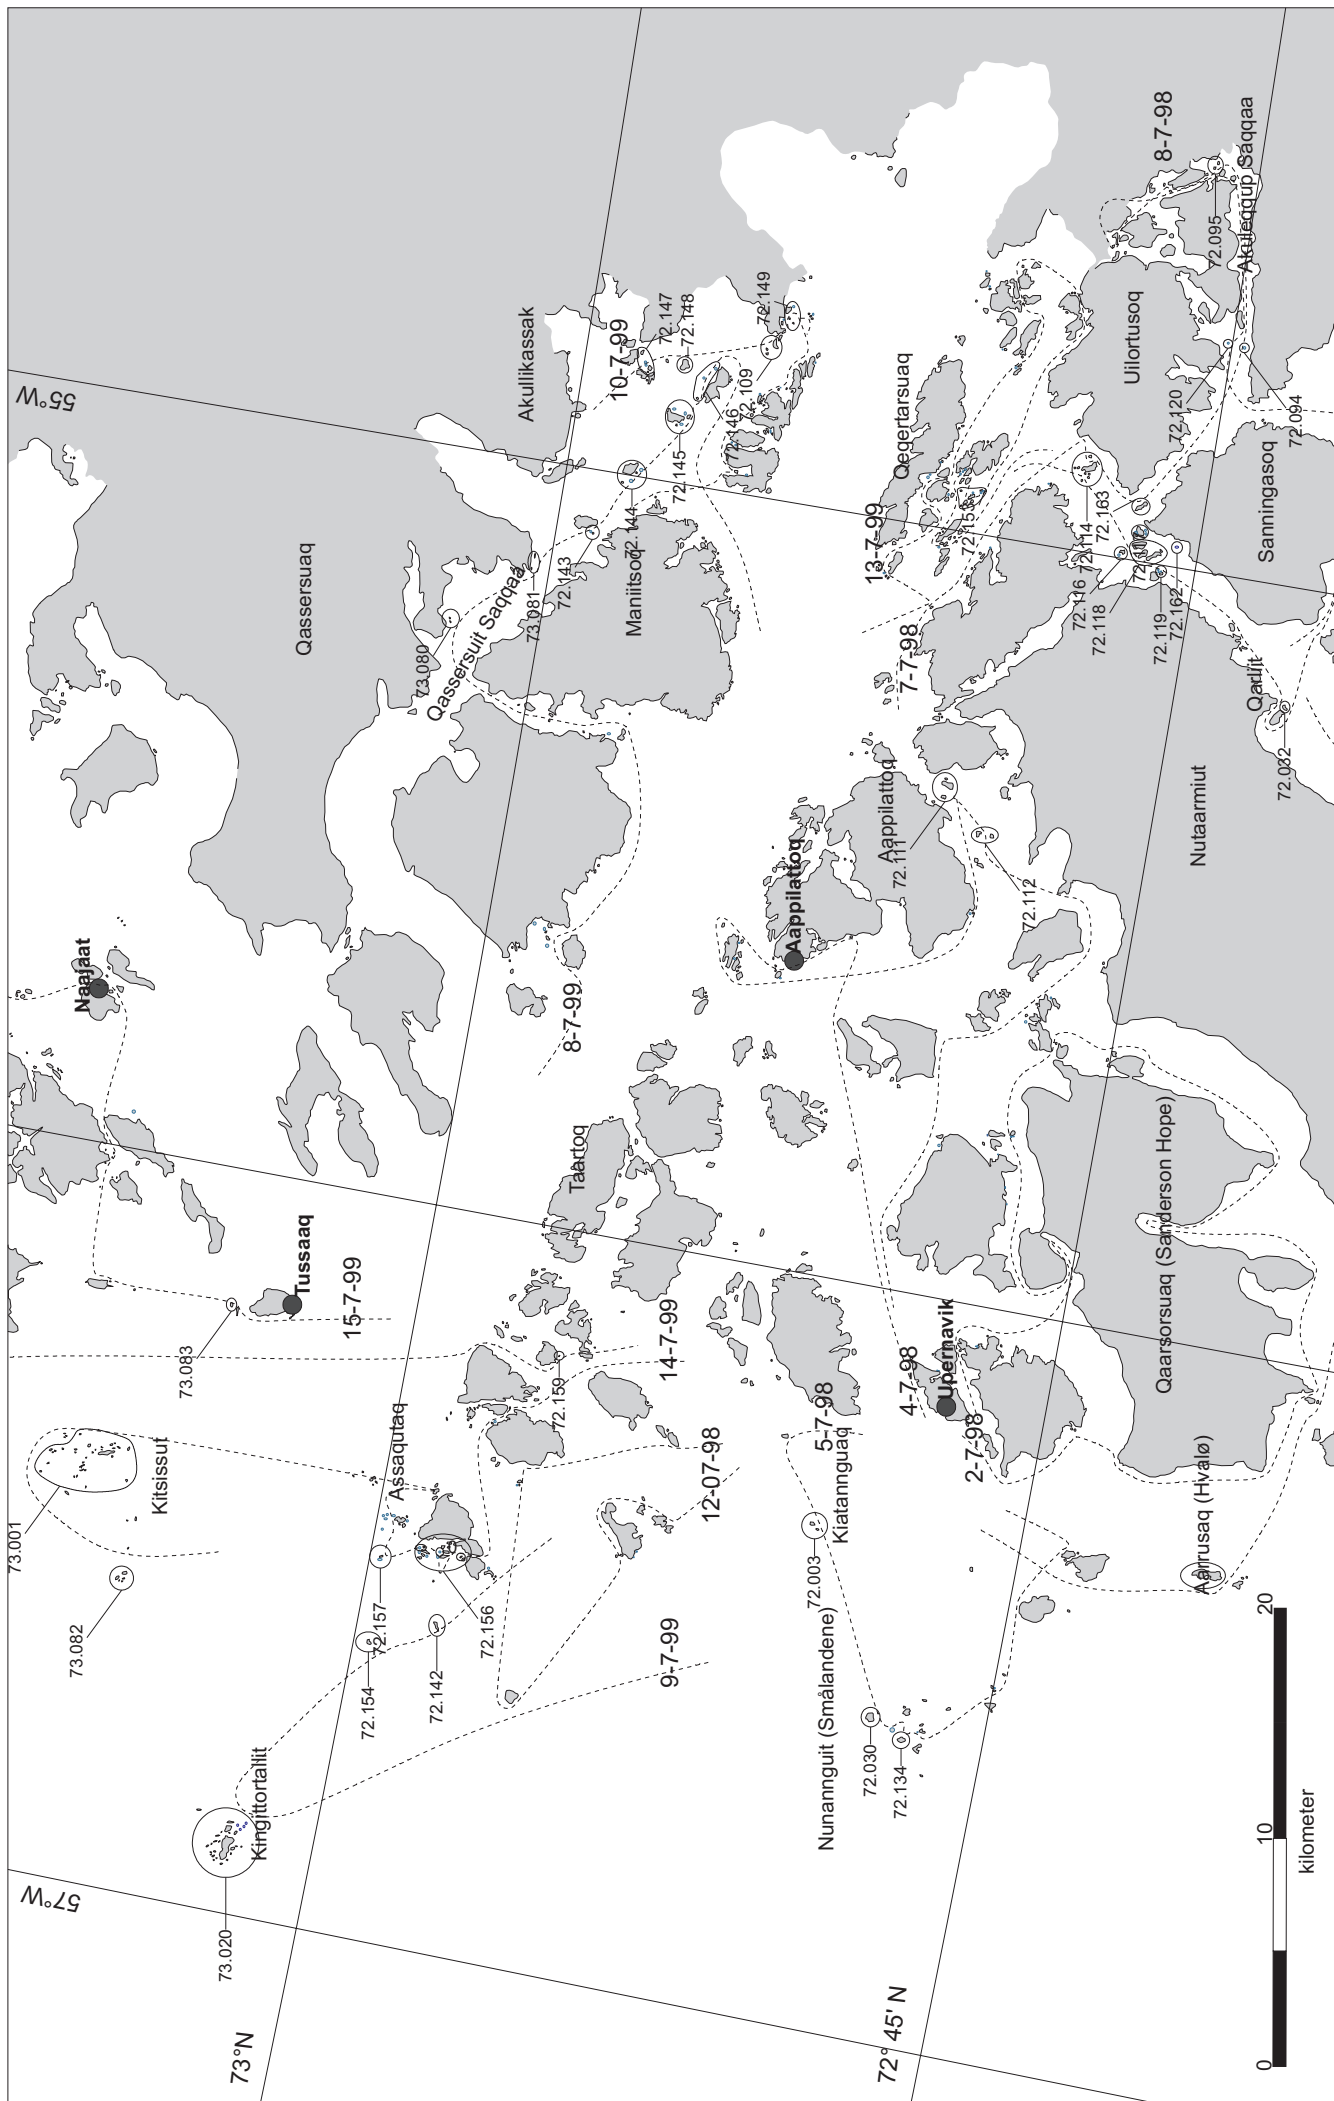 73°N
72° 45' N
57°W
55°W
73.020
Kingittortallit
73.082
73.001
Kitsissut
73.083
Tussaaq
15-7-99
Naajaat
Qassersuaq
73.080
Qassersuit Saqqaa
73.081
72.143
Maniitsoq
72.144
72.145
72.146
72.109
Akullikassak
10-7-99
72.147
72.148
72.149
72.154
72.157
72.142
72.156
Assaqutaq
72.159
14-7-99
12-07-98
9-7-99
Taartoq
8-7-99
Aappilattoq
Aappilattoq
72.111
72.112
7-7-98
13-7-99
Qeqertarsuaq
72.153
72.114
72.163
72.116
72.118
72.119
72.162
Uilortusoq
72.120
72.094
72.095
8-7-98
Akuleqqup Saqqaa
Sanningasoq
Qarliit
72.032
Nutaarmiut
Qaarsorsuaq (Sanderson Hope)
4-7-98
Upernavik
2-7-98
5-7-98
Kiatannguaq
72.003
Nunannguit (Smålandene)
72.030
72.134
Aarrusaq (Hvalø)
0
10
20
kilometer